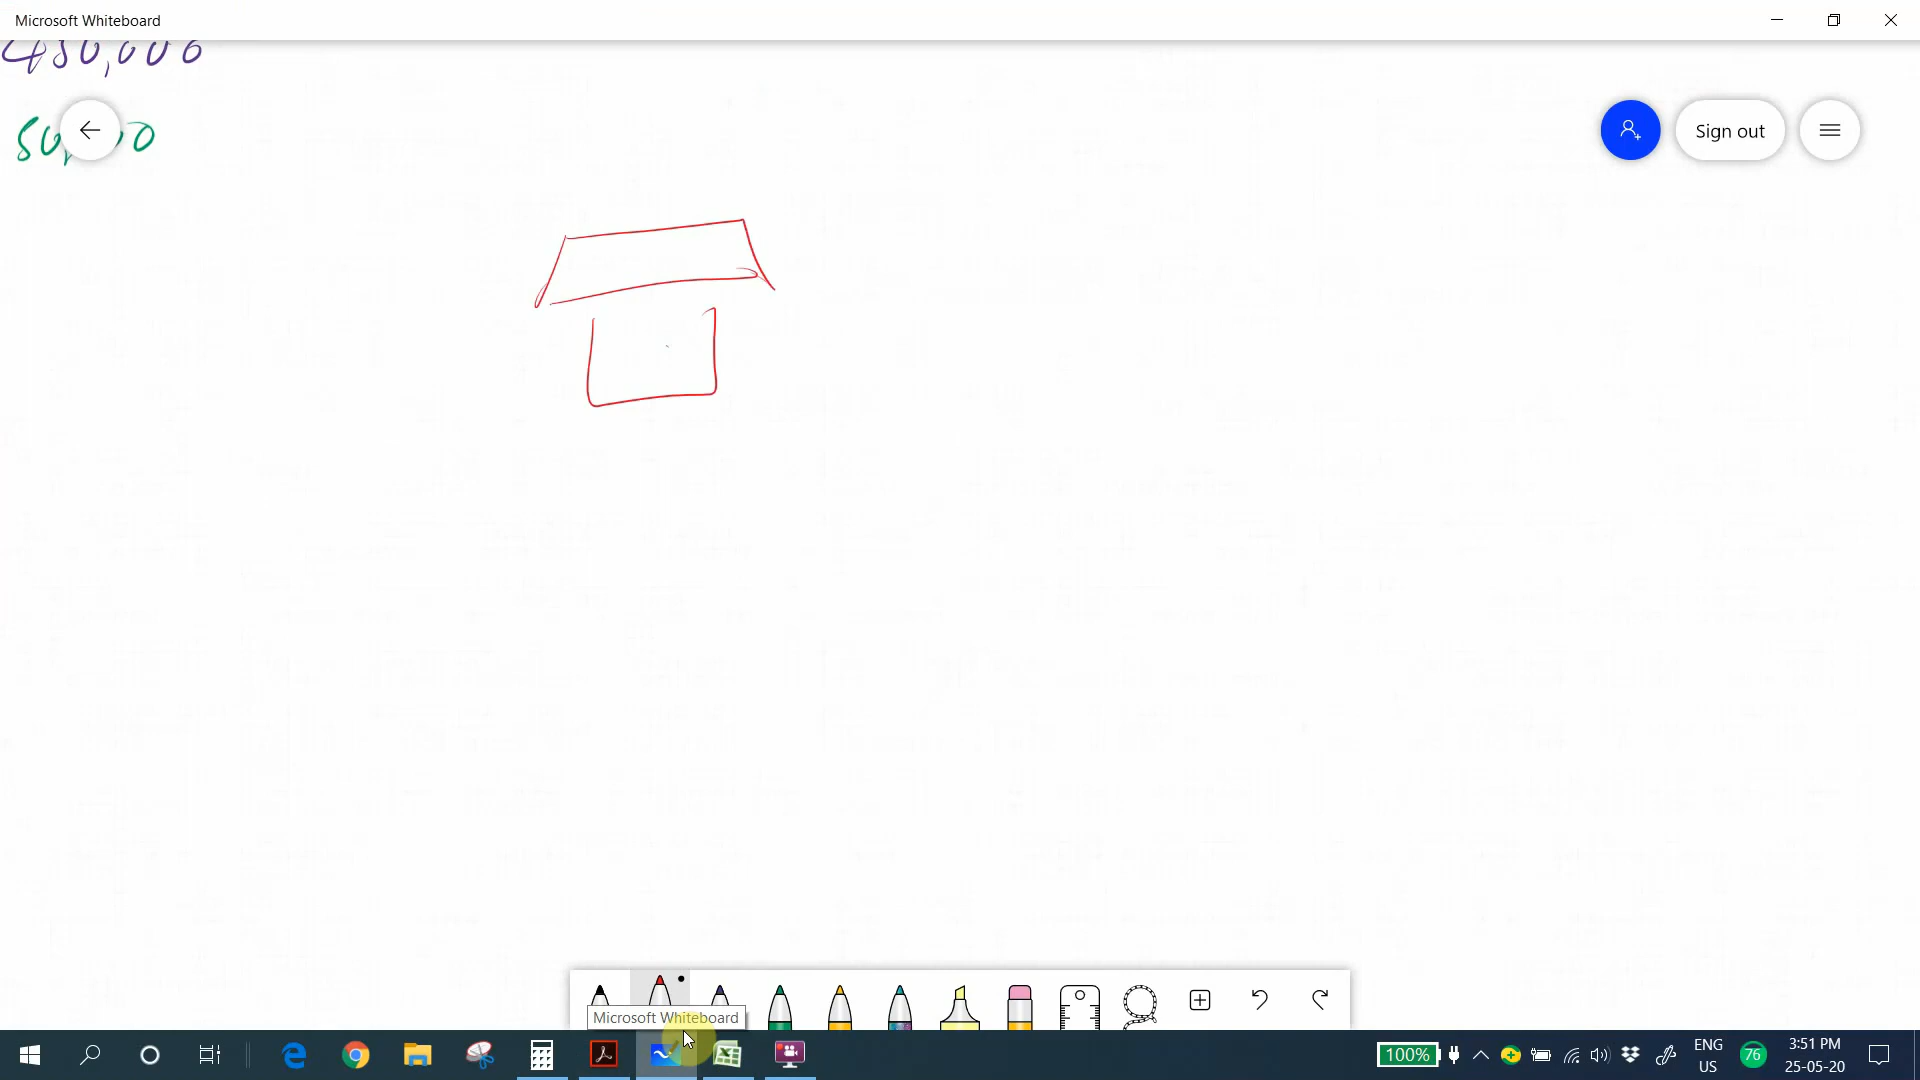 Microsoft Whiteboard
450,000
Sign out
Microsoft Whiteboard
100%
ENG
US
76
3:51 PM
25-05-20